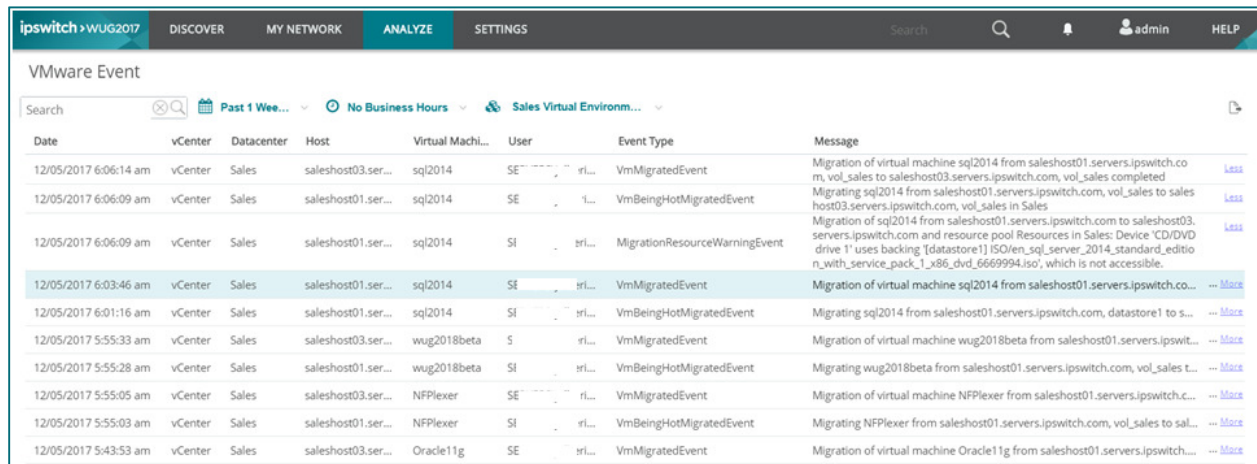 ipswitch › WUG2017 DISCOVER MY NETWORK ANALYZE SETTINGS Search admin HELP
VMware Event
Search Past 1 Wee... No Business Hours Sales Virtual Environm...
Date vCenter Datacenter Host Virtual Machi... User Event Type Message
12/05/2017 6:06:14 am vCenter Sales saleshost03.ser... sql2014 VmMigratedEvent Migration of virtual machine sql2014 from saleshost01.servers.ipswitch.co
m, vol_sales to saleshost03.servers.ipswitch.com, vol_sales completed Less
12/05/2017 6:06:09 am vCenter Sales saleshost01.ser... sql2014 VmBeingHotMigratedEvent Migrating sql2014 from saleshost01.servers.ipswitch.com, vol_sales to sales
host03.servers.ipswitch.com, vol_sales in Sales Less
12/05/2017 6:06:09 am vCenter Sales saleshost01.ser... sql2014 MigrationResourceWarningEvent Migration of sql2014 from saleshost01.servers.ipswitch.com to saleshost03.
servers.ipswitch.com and resource pool Resources in Sales: Device 'CD/DVD
drive 1' uses backing '[datastore1] ISO/en_sql_server_2014_standard_editio
n_with_service_pack_1_x86_dvd_6669994.iso', which is not accessible. Less
12/05/2017 6:03:46 am vCenter Sales saleshost01.ser... sql2014 VmMigratedEvent Migration of virtual machine sql2014 from saleshost01.servers.ipswitch.co... ... More
12/05/2017 6:01:16 am vCenter Sales saleshost01.ser... sql2014 VmBeingHotMigratedEvent Migrating sql2014 from saleshost01.servers.ipswitch.com, datastore1 to s... ... More
12/05/2017 5:55:33 am vCenter Sales saleshost03.ser... wug2018beta VmMigratedEvent Migration of virtual machine wug2018beta from saleshost01.servers.ipswit... ... More
12/05/2017 5:55:28 am vCenter Sales saleshost01.ser... wug2018beta VmBeingHotMigratedEvent Migrating wug2018beta from saleshost01.servers.ipswitch.com, vol_sales t... ... More
12/05/2017 5:55:05 am vCenter Sales saleshost03.ser... NFPlexer VmMigratedEvent Migration of virtual machine NFPlexer from saleshost01.servers.ipswitch.c... ... More
12/05/2017 5:55:03 am vCenter Sales saleshost01.ser... NFPlexer VmBeingHotMigratedEvent Migrating NFPlexer from saleshost01.servers.ipswitch.com, vol_sales to sal... ... More
12/05/2017 5:43:53 am vCenter Sales saleshost03.ser... Oracle11g VmMigratedEvent Migration of virtual machine Oracle11g from saleshost01.servers.ipswitch.... ... More